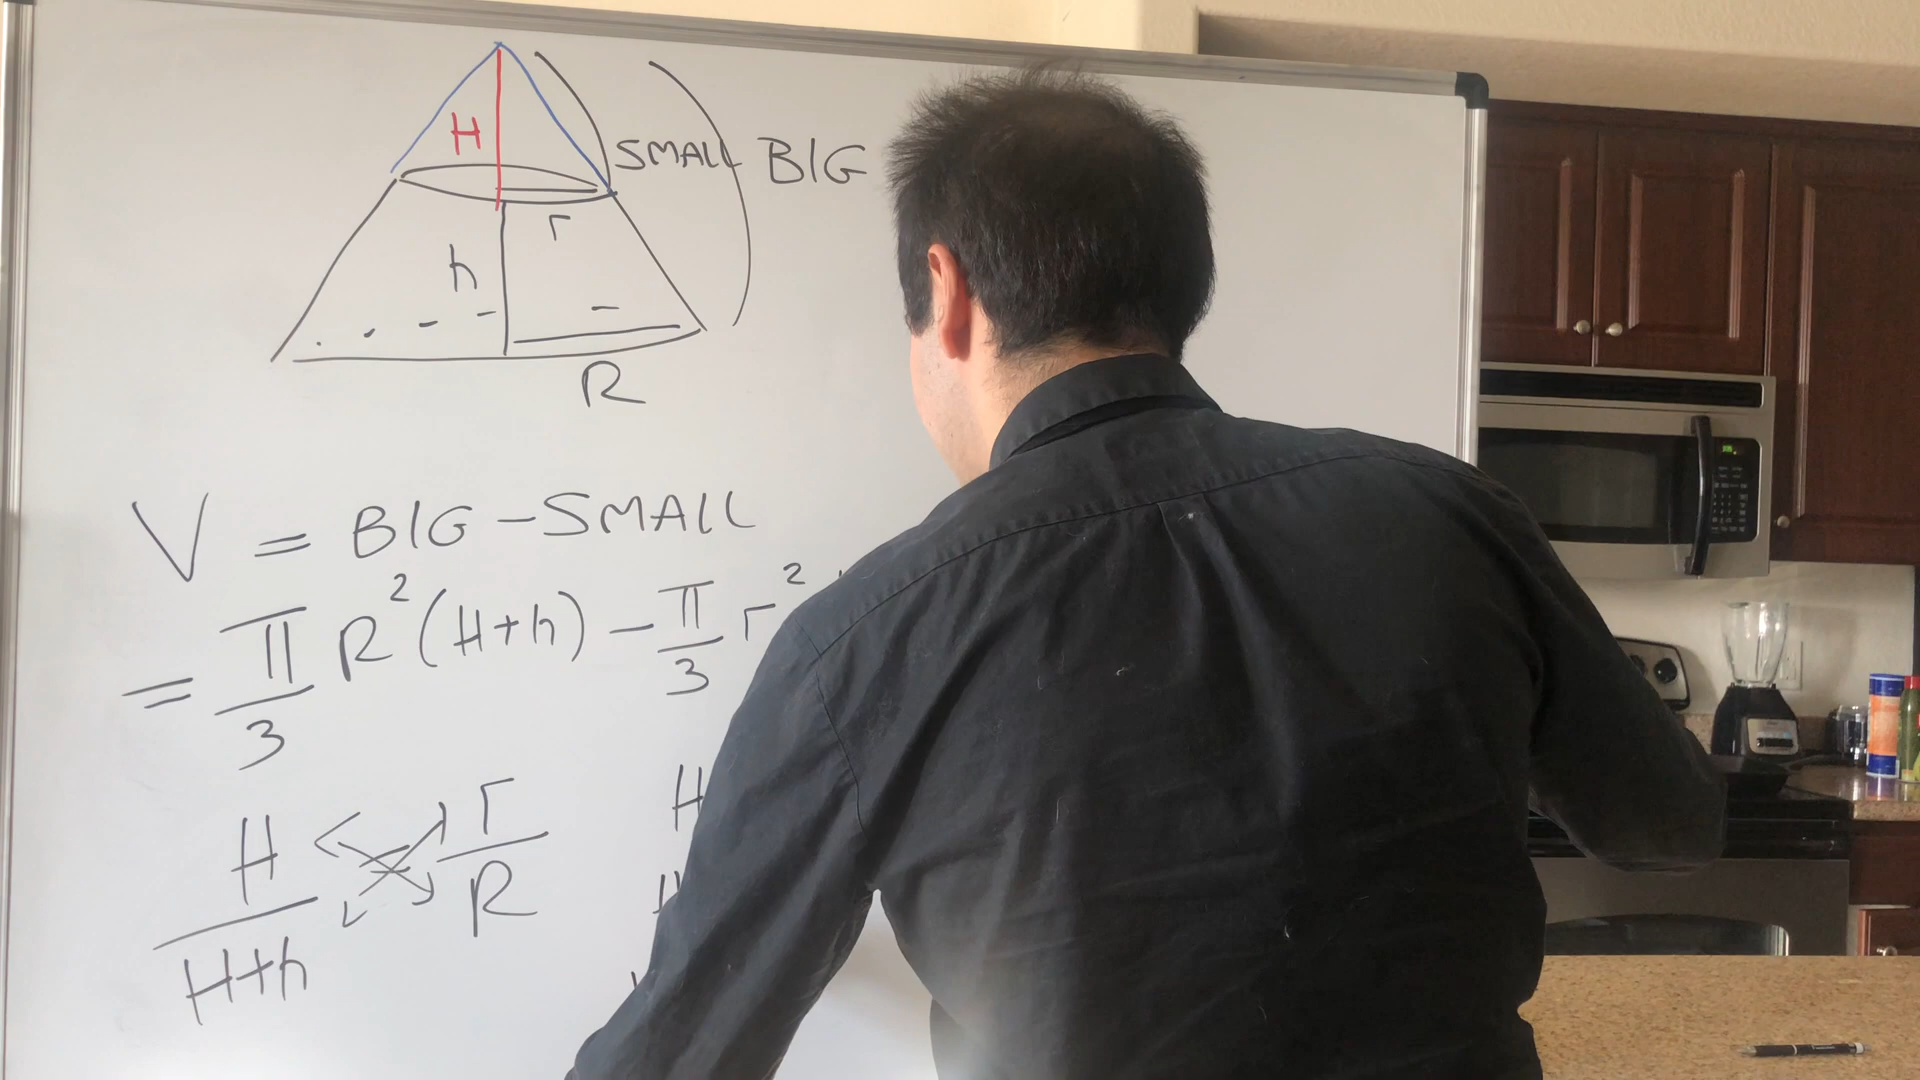 H
SMALL BIG
r
h
R
V = BIG - SMALL
= π/3 R² (H+h) - π/3 r²
H/(H+h) = r/R
H
H